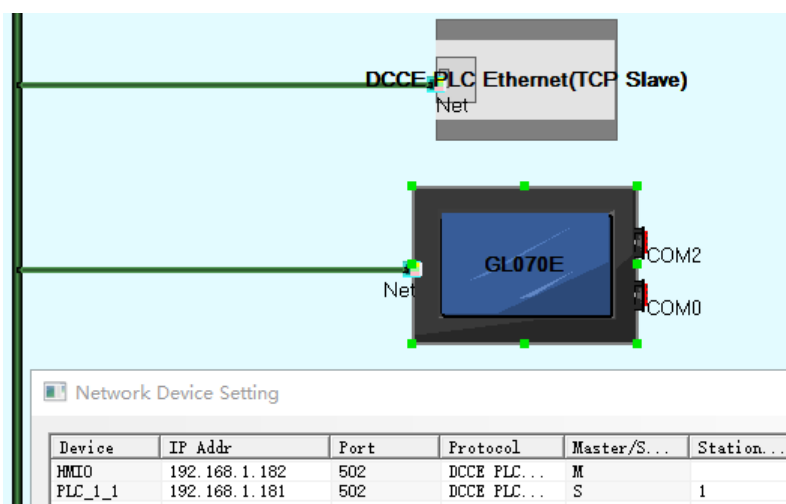 DCCE PLC Ethernet(TCP Slave)
Net
GL070E
COM2
Net
COM0
Network Device Setting
Device IP Addr Port Protocol Master/S... Station...
HMI0 192.168.1.182 502 DCCE PLC... M
PLC_1_1 192.168.1.181 502 DCCE PLC... S 1